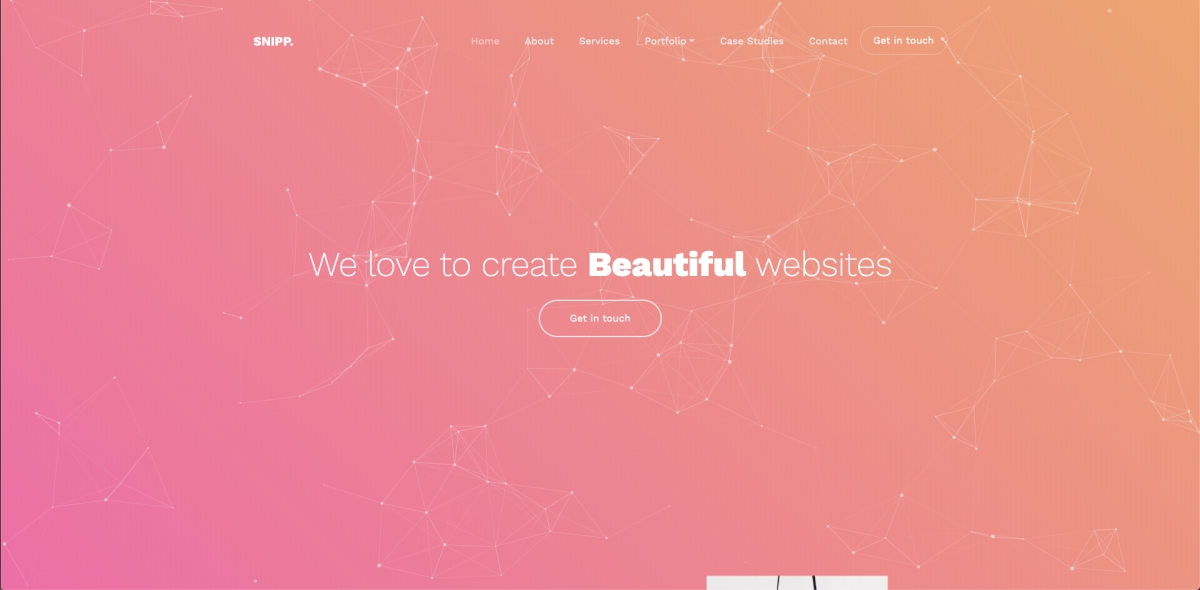 SNIPP.
Home About Services Portfolio Case Studies Contact Get in touch
We love to create Beautiful websites
Get in touch